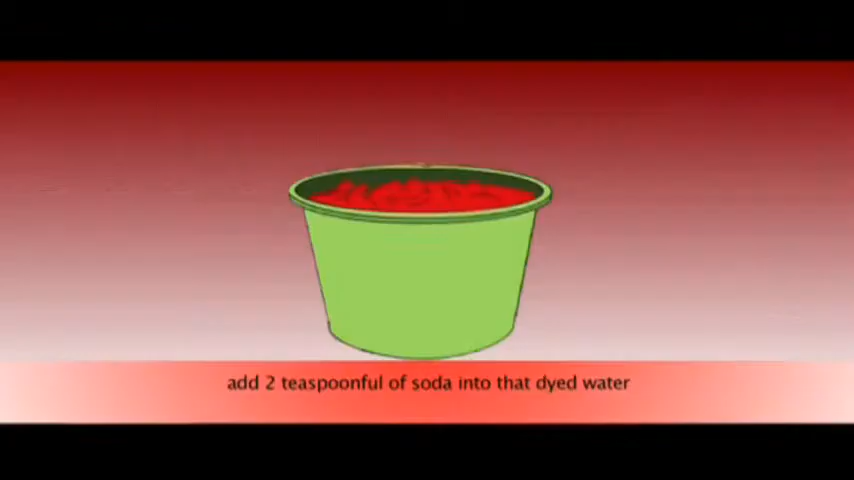 add 2 teaspoonful of soda into that dyed water